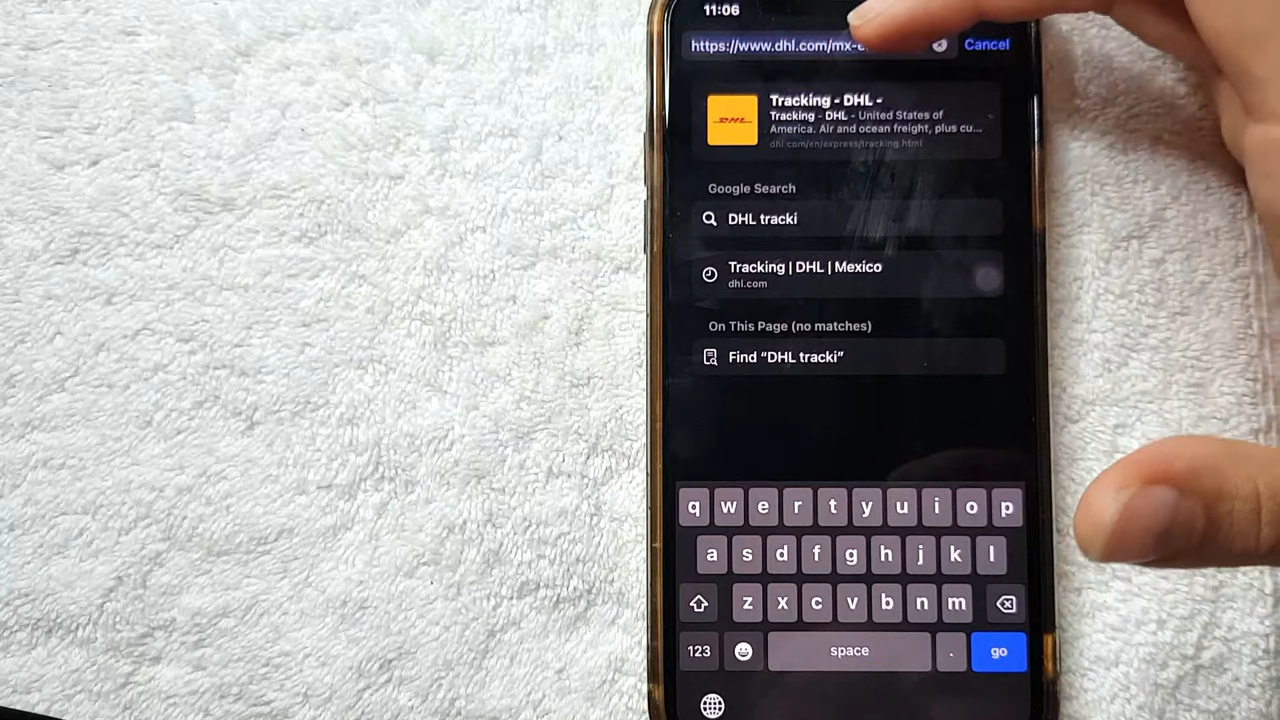 11:06
https://www.dhl.com/mx-e
Cancel
DHL
Tracking - DHL -
Tracking - DHL - United States of
America. Air and ocean freight, plus cu...
dhl.com/en/express/tracking.html
Google Search
DHL tracki
Tracking | DHL | Mexico
dhl.com
On This Page (no matches)
Find “DHL tracki”
q w e r t y u i o p
a s d f g h j k l
z x c v b n m
123 space . go